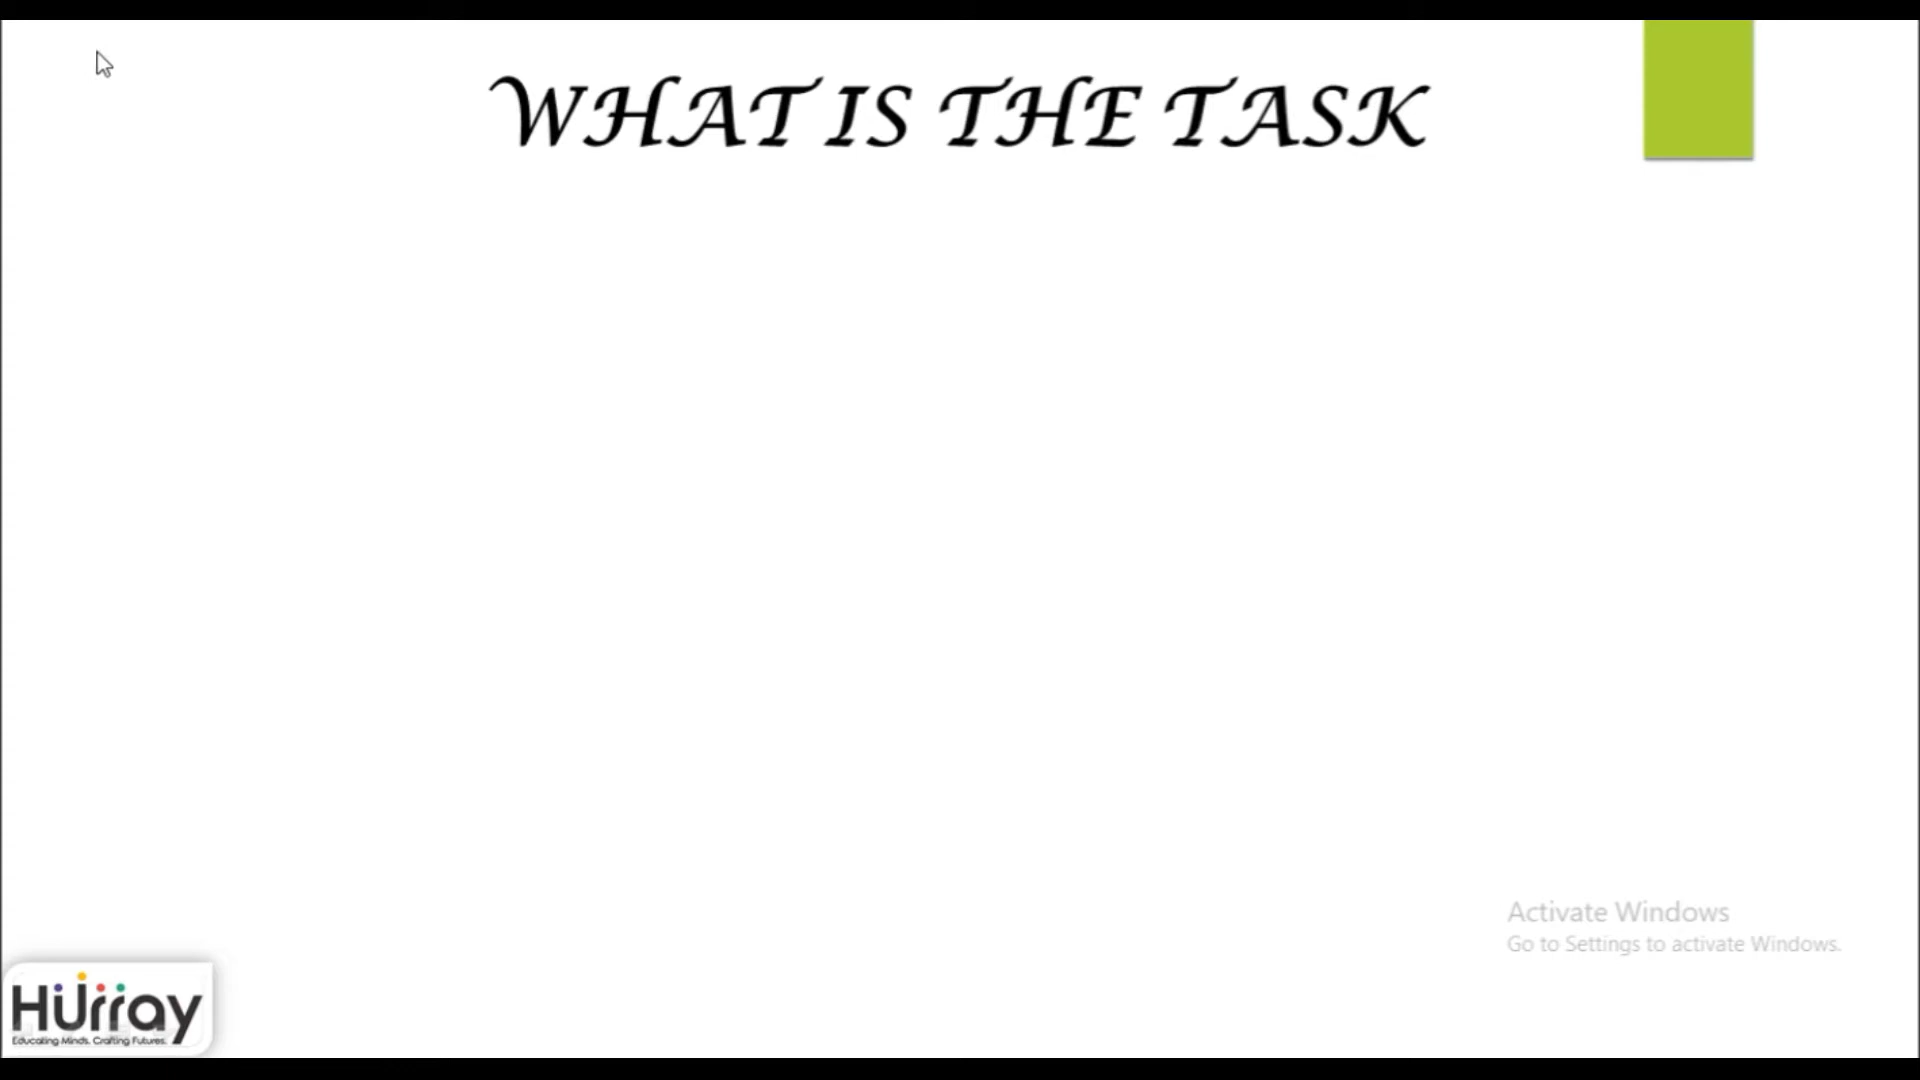 WHAT IS THE TASK
Activate Windows
Go to Settings to activate Windows.
Hurray
Educating Minds. Crafting Futures.